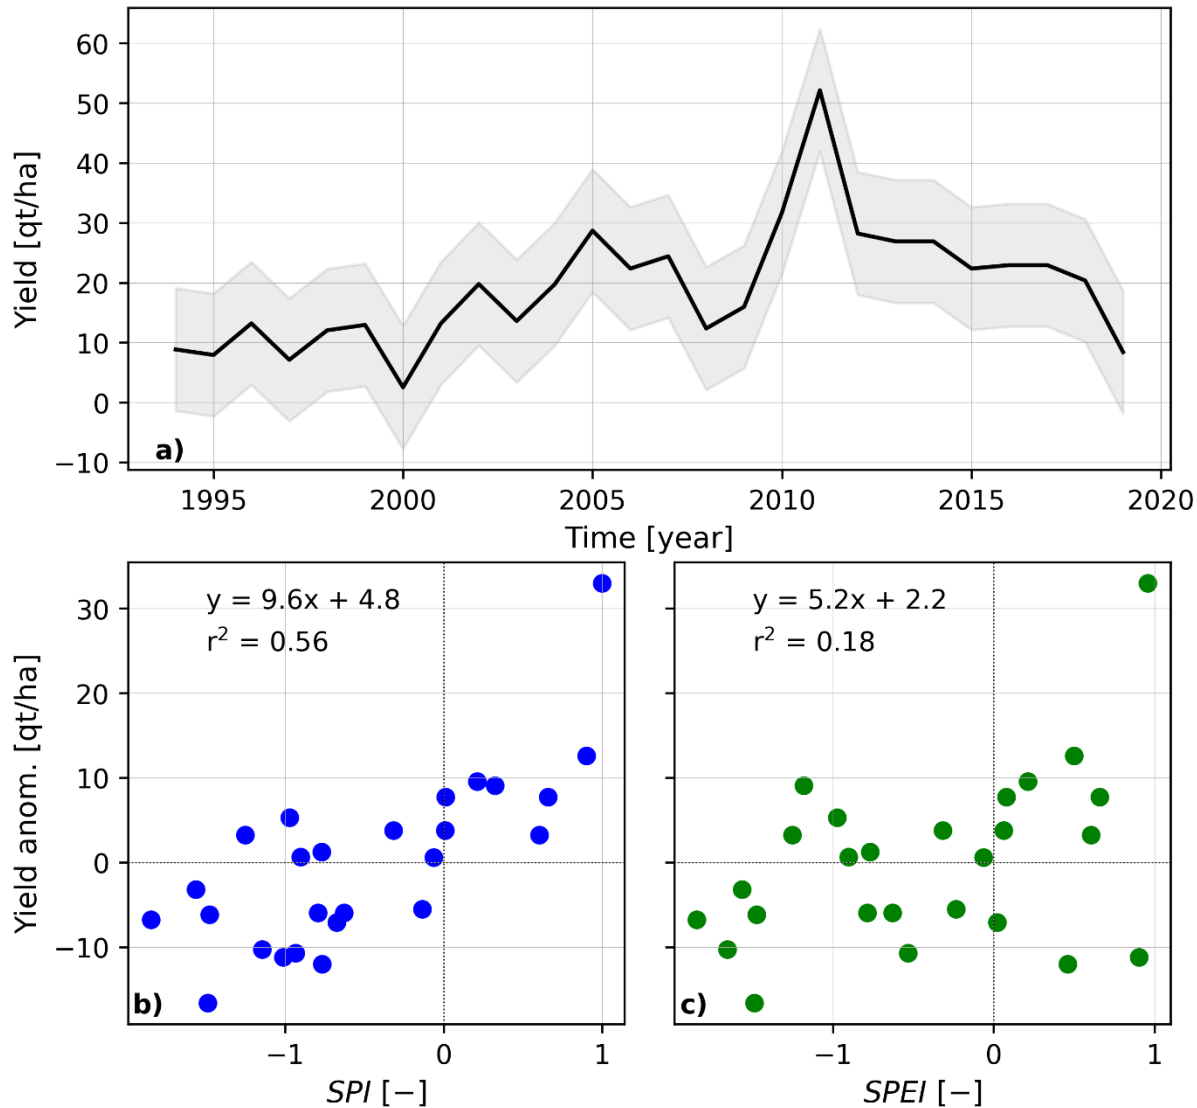 60
50
40
30
20
10
0
−10
Yield [qt/ha]
a)
1995 2000 2005 2010 2015 2020
Time [year]
30
20
10
0
−10
Yield anom. [qt/ha]
y = 9.6x + 4.8
r² = 0.56
b)
−1 0 1
SPI [−]
y = 5.2x + 2.2
r² = 0.18
c)
−1 0 1
SPEI [−]